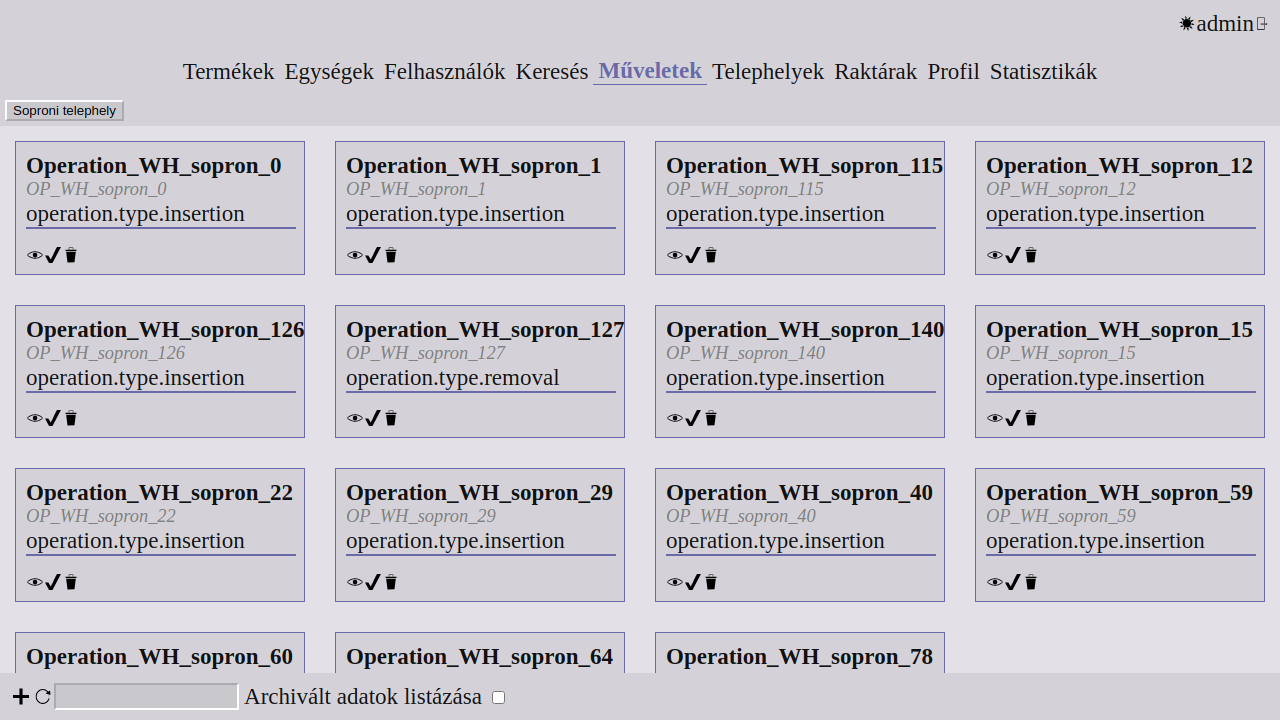 admin
Termékek Egységek Felhasználók Keresés Műveletek Telephelyek Raktárak Profil Statisztikák
Soproni telephely
Operation_WH_sopron_0 Operation_WH_sopron_1 Operation_WH_sopron_115 Operation_WH_sopron_12
OP_WH_sopron_0 OP_WH_sopron_1 OP_WH_sopron_115 OP_WH_sopron_12
operation.type.insertion operation.type.insertion operation.type.insertion operation.type.insertion
Operation_WH_sopron_126 Operation_WH_sopron_127 Operation_WH_sopron_140 Operation_WH_sopron_15
OP_WH_sopron_126 OP_WH_sopron_127 OP_WH_sopron_140 OP_WH_sopron_15
operation.type.insertion operation.type.removal operation.type.insertion operation.type.insertion
Operation_WH_sopron_22 Operation_WH_sopron_29 Operation_WH_sopron_40 Operation_WH_sopron_59
OP_WH_sopron_22 OP_WH_sopron_29 OP_WH_sopron_40 OP_WH_sopron_59
operation.type.insertion operation.type.insertion operation.type.insertion operation.type.insertion
Operation_WH_sopron_60 Operation_WH_sopron_64 Operation_WH_sopron_78
Archivált adatok listázása